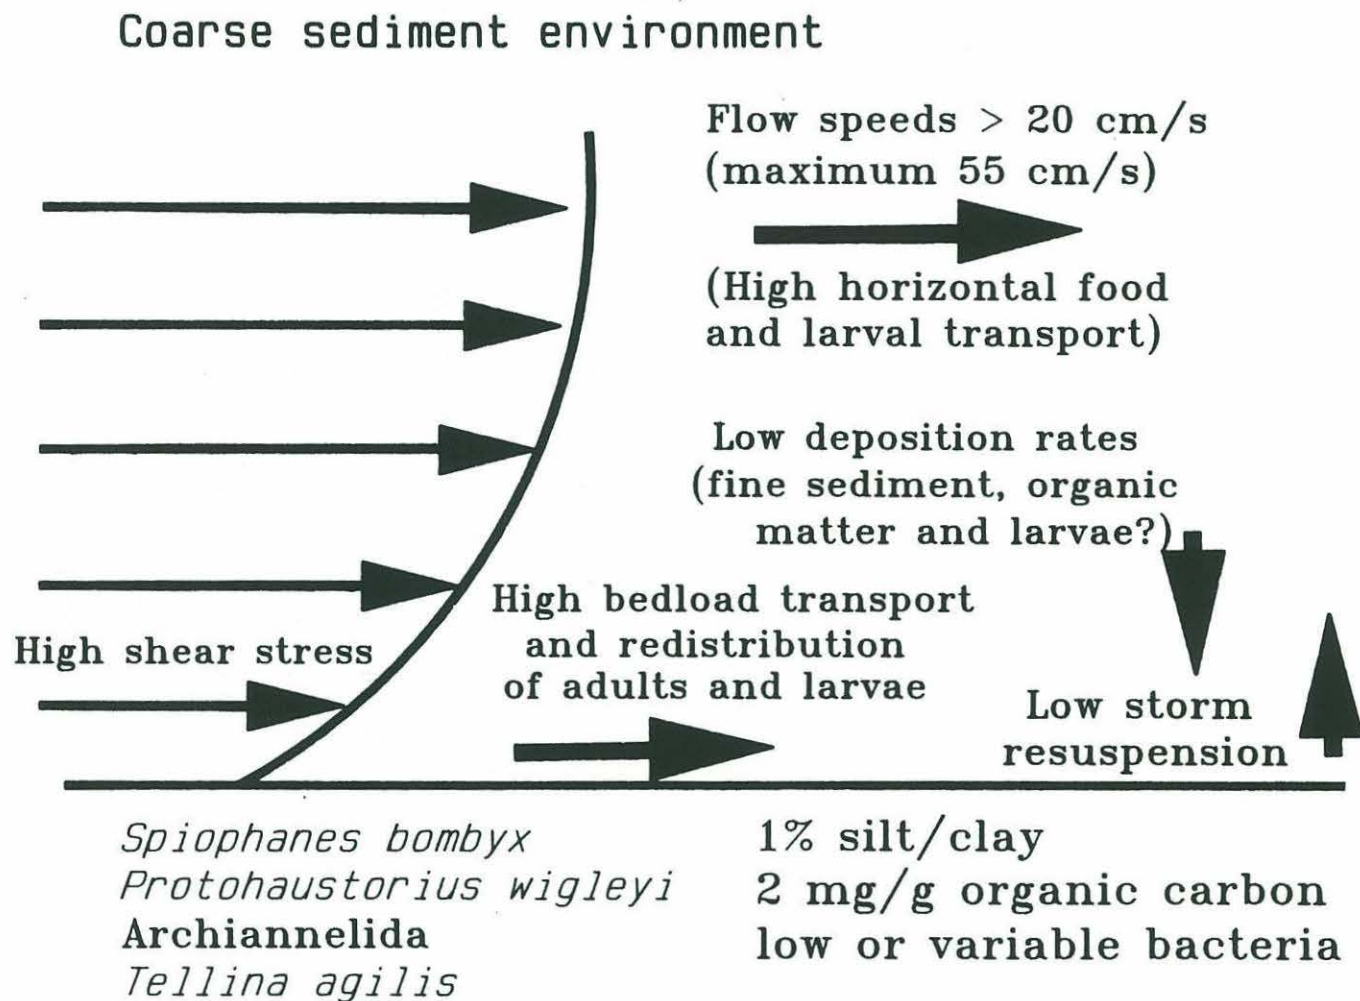 Coarse sediment environment
Flow speeds > 20 cm/s
(maximum 55 cm/s)
(High horizontal food
and larval transport)
Low deposition rates
(fine sediment, organic
matter and larvae?)
High bedload transport
and redistribution
of adults and larvae
High shear stress
Low storm
resuspension
Spiophanes bombyx
Protohaustorius wigleyi
Archiannelida
Tellina agilis
1% silt/clay
2 mg/g organic carbon
low or variable bacteria